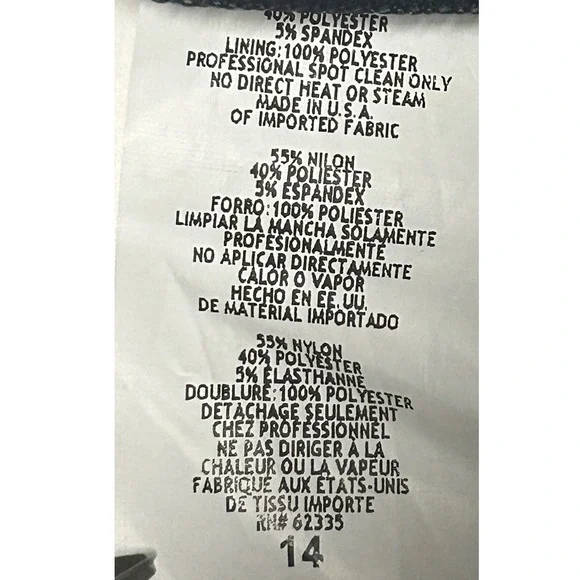 40% POLYESTER
5% SPANDEX
LINING: 100% POLYESTER
PROFESSIONAL SPOT CLEAN ONLY
NO DIRECT HEAT OR STEAM
MADE IN U.S.A.
OF IMPORTED FABRIC
55% NILON
40% POLIESTER
5% ESPANDEX
FORRO: 100% POLIESTER
LIMPIAR LA MANCHA SOLAMENTE
PROFESIONALMENTE
NO APLICAR DIRECTAMENTE
CALOR O VAPOR
HECHO EN EE. UU.
DE MATERIAL IMPORTADO
55% NYLON
40% POLYESTER
5% ÉLASTHANNE
DOUBLURE: 100% POLYESTER
DETACHAGE SEULEMENT
CHEZ PROFESSIONNEL
NE PAS DIRIGER À LA
CHALEUR OU LA VAPEUR
FABRIQUÉ AUX ÉTATS-UNIS
DE TISSU IMPORTE
RN# 62335
14